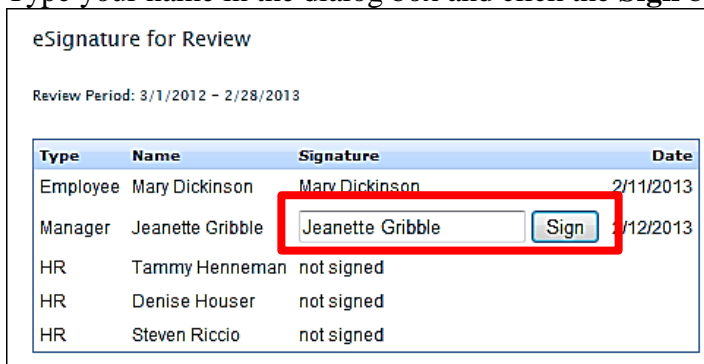 Type your name in the dialog box and click the Sign
eSignature for Review
Review Period: 3/1/2012 - 2/28/2013
Type Name Signature Date
Employee Mary Dickinson Mary Dickinson 2/11/2013
Manager Jeanette Gribble Jeanette Gribble Sign 2/12/2013
HR Tammy Henneman not signed
HR Denise Houser not signed
HR Steven Riccio not signed